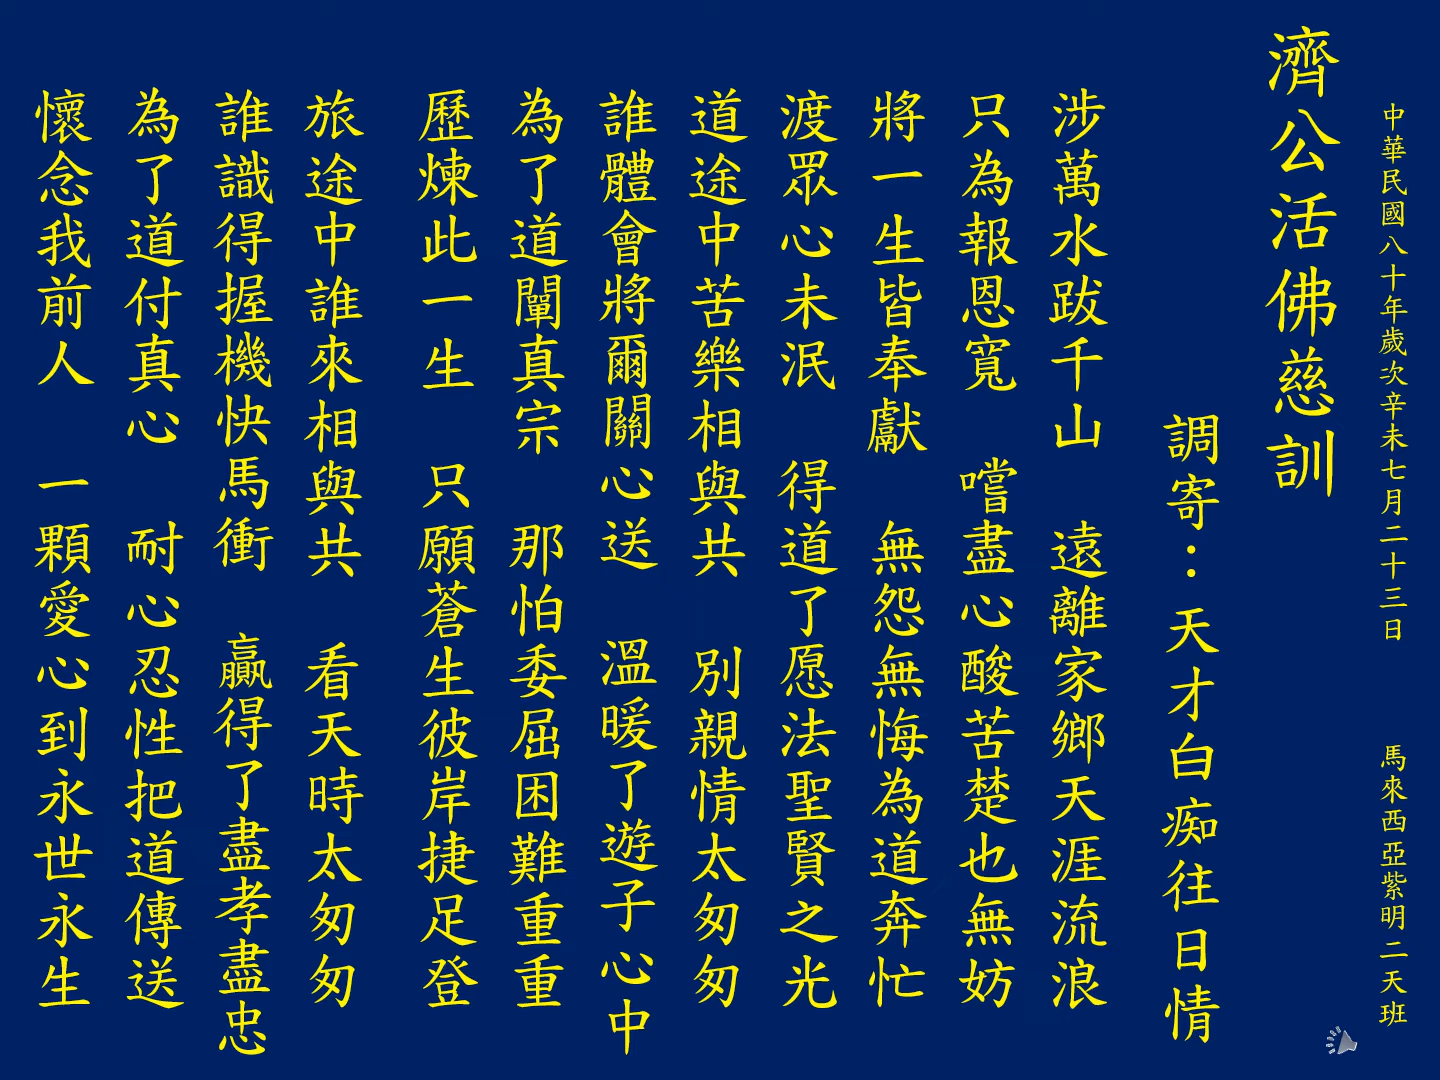 中華民國八十年歲次辛未七月二十三日　馬來西亞紫明二天班
濟公活佛慈訓
調寄：天才白痴往日情
涉萬水跋千山　遠離家鄉天涯流浪
只為報恩寬　嚐盡心酸苦楚也無妨
將一生皆奉獻　無怨無悔為道奔忙
渡眾心未泯　得道了愿法聖賢之光
道途中苦樂相與共　別親情太匆匆
誰體會將爾關心送　溫暖了遊子心中
為了道闡真宗　那怕委屈困難重重
歷煉此一生　只願蒼生彼岸捷足登
旅途中誰來相與共　看天時太匆匆
誰識得握機快馬衝　贏得了盡孝盡忠
為了道付真心　耐心忍性把道傳送
懷念我前人　一顆愛心到永世永生